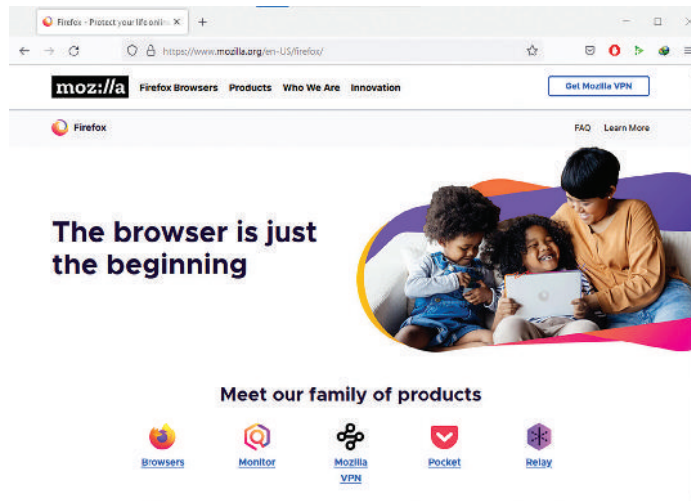 Firefox - Protect your life onlin
https://www.mozilla.org/en-US/firefox/
moz://a Firefox Browsers Products Who We Are Innovation Get Mozilla VPN
Firefox FAQ Learn More
The browser is just
the beginning
Meet our family of products
Browsers Monitor Mozilla Pocket Relay
VPN